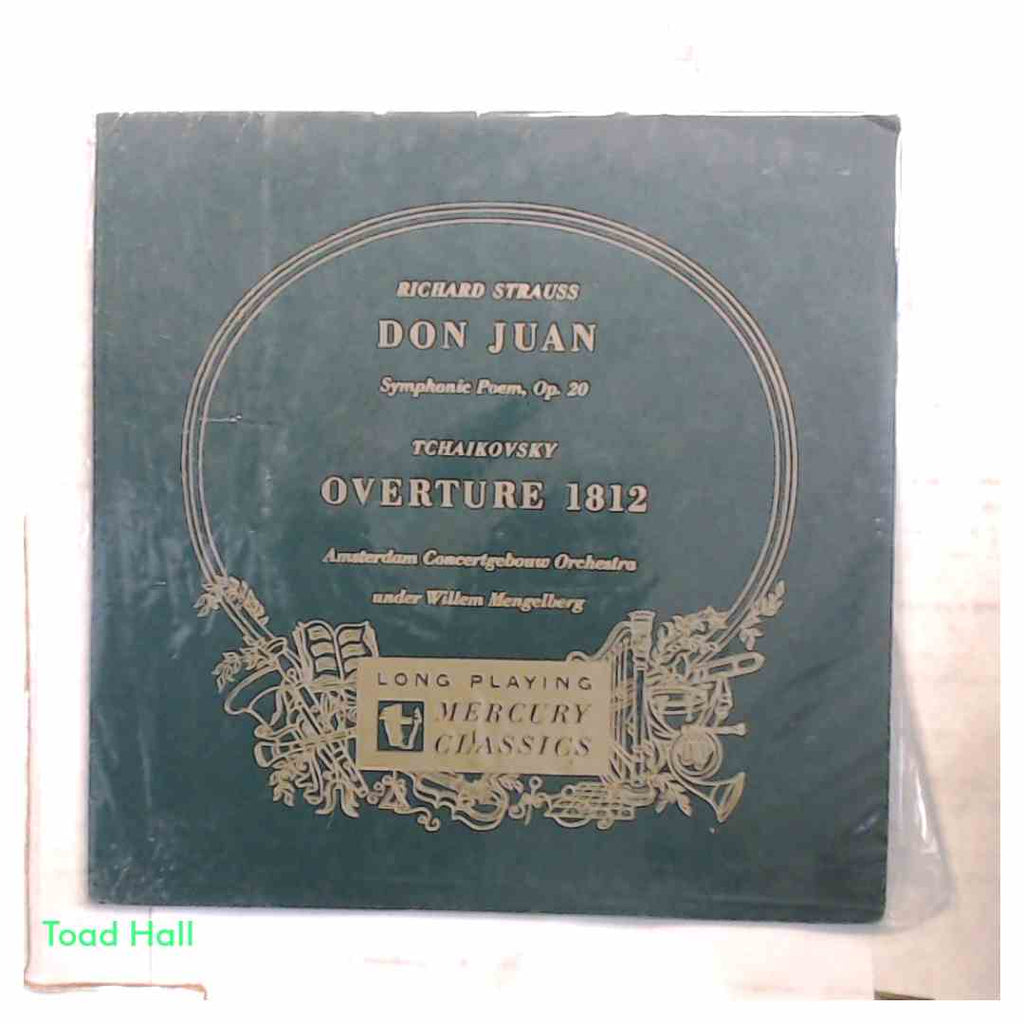 RICHARD STRAUSS
DON JUAN
Symphonic Poem, Op. 20
TCHAIKOVSKY
OVERTURE 1812
Amsterdam Concertgebouw Orchestra
under Willem Mengelberg
LONG PLAYING
MERCURY
CLASSICS
Toad Hall